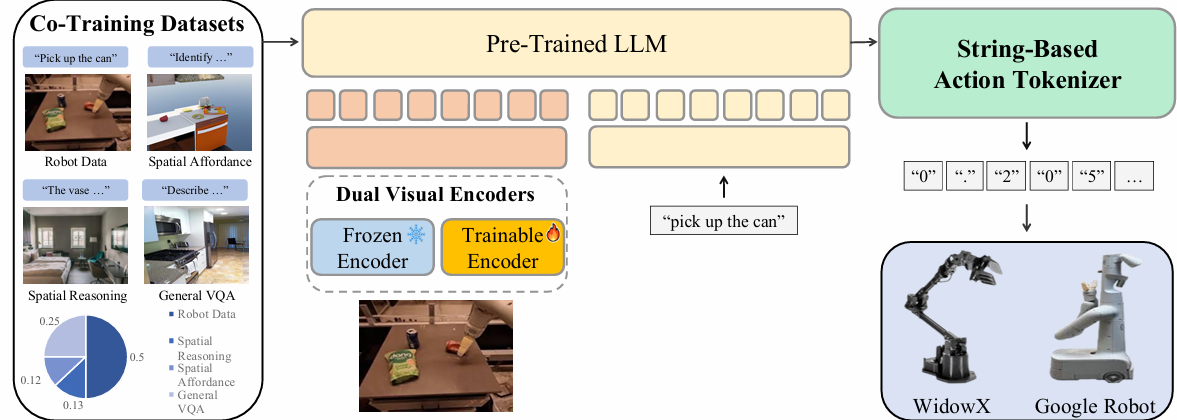 Co-Training Datasets
“Pick up the can”
“Identify …”
Robot Data
Spatial Affordance
“The vase …”
“Describe …”
Spatial Reasoning
General VQA
0.25
0.5
0.12
0.13
Robot Data
Spatial
Reasoning
Spatial
Affordance
General
VQA
Pre-Trained LLM
Dual Visual Encoders
Frozen
Encoder
Trainable
Encoder
“pick up the can”
String-Based
Action Tokenizer
“0” “.” “2” “0” “5” …
WidowX
Google Robot